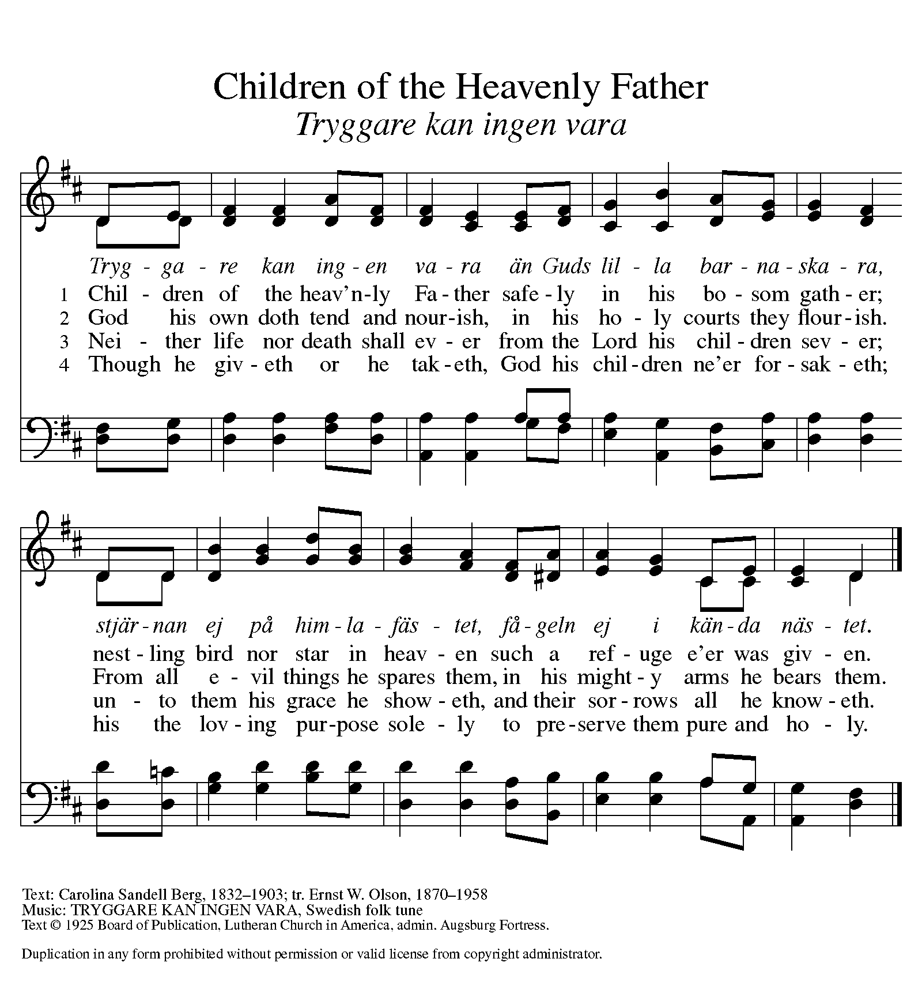 Children of the Heavenly Father
Tryggare kan ingen vara
Tryg - ga - re kan ing - en va - ra än Guds lil - la bar - na - ska - ra,
1 Chil - dren of the heav’n - ly Fa - ther safe - ly in his bo - som gath - er;
2 God his own doth tend and nour - ish, in his ho - ly courts they flour - ish.
3 Nei - ther life nor death shall ev - er from the Lord his chil - dren sev - er;
4 Though he giv - eth or he tak - eth, God his chil - dren ne’er for - sak - eth;
stjär - nan ej på him - la - fäs - tet, få - geln ej i kän - da näs - tet.
nest - ling bird nor star in heav - en such a ref - uge e’er was giv - en.
From all e - vil things he spares them, in his might - y arms he bears them.
un - to them his grace he show - eth, and their sor - rows all he know - eth.
his the lov - ing pur - pose sole - ly to pre - serve them pure and ho - ly.
Text: Carolina Sandell Berg, 1832–1903; tr. Ernst W. Olson, 1870–1958
Music: TRYGGARE KAN INGEN VARA, Swedish folk tune
Text © 1925 Board of Publication, Lutheran Church in America, admin. Augsburg Fortress.
Duplication in any form prohibited without permission or valid license from copyright administrator.